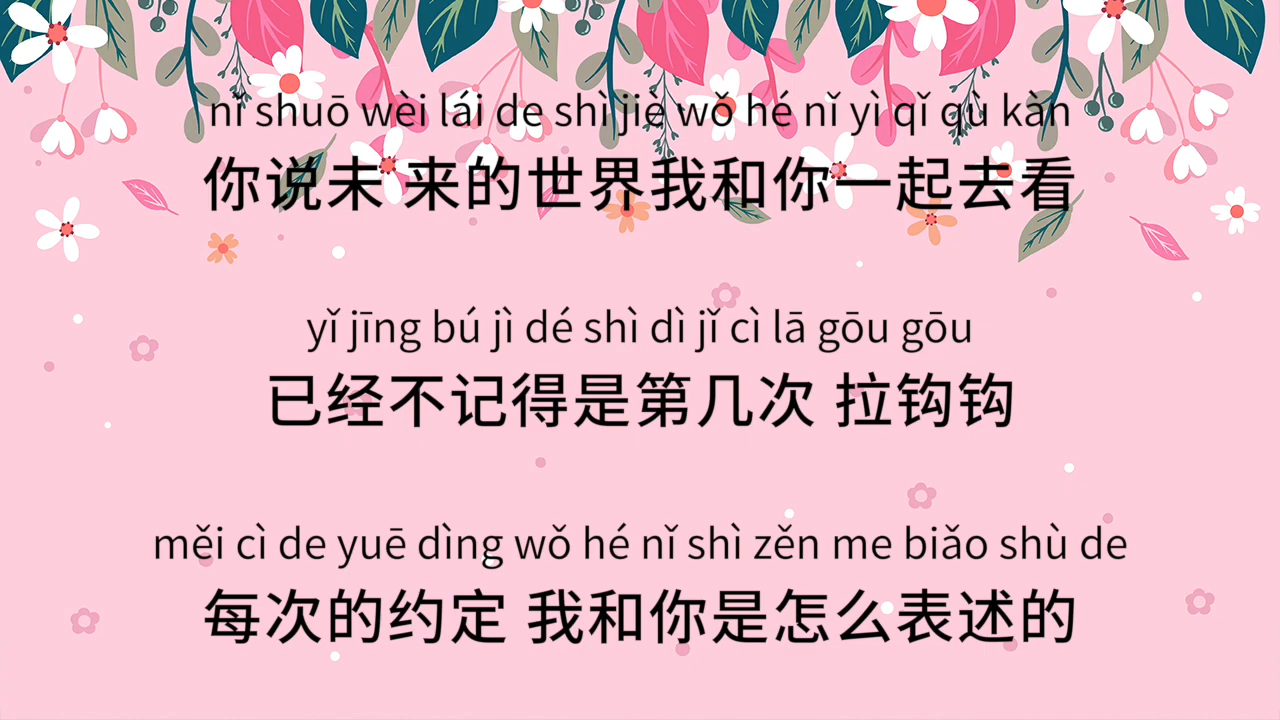 nǐ shuō wèi lái de shì jiè wǒ hé nǐ yì qǐ qù kàn
你说未 来的世界我和你一起去看
yǐ jīng bú jì dé shì dì jǐ cì lā gōu gōu
已经不记得是第几次 拉钩钩
měi cì de yuē dìng wǒ hé nǐ shì zěn me biǎo shù de
每次的约定 我和你是怎么表述的